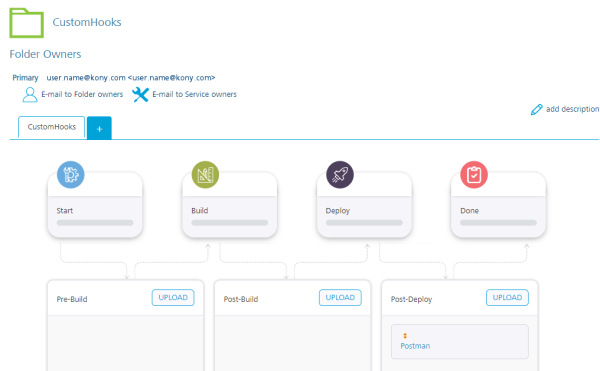 CustomHooks
Folder Owners
Primary user.name@kony.com <user.name@kony.com>
E-mail to Folder owners E-mail to Service owners
add description
CustomHooks +
Start Build Deploy Done
Pre-Build UPLOAD Post-Build UPLOAD Post-Deploy UPLOAD
Postman